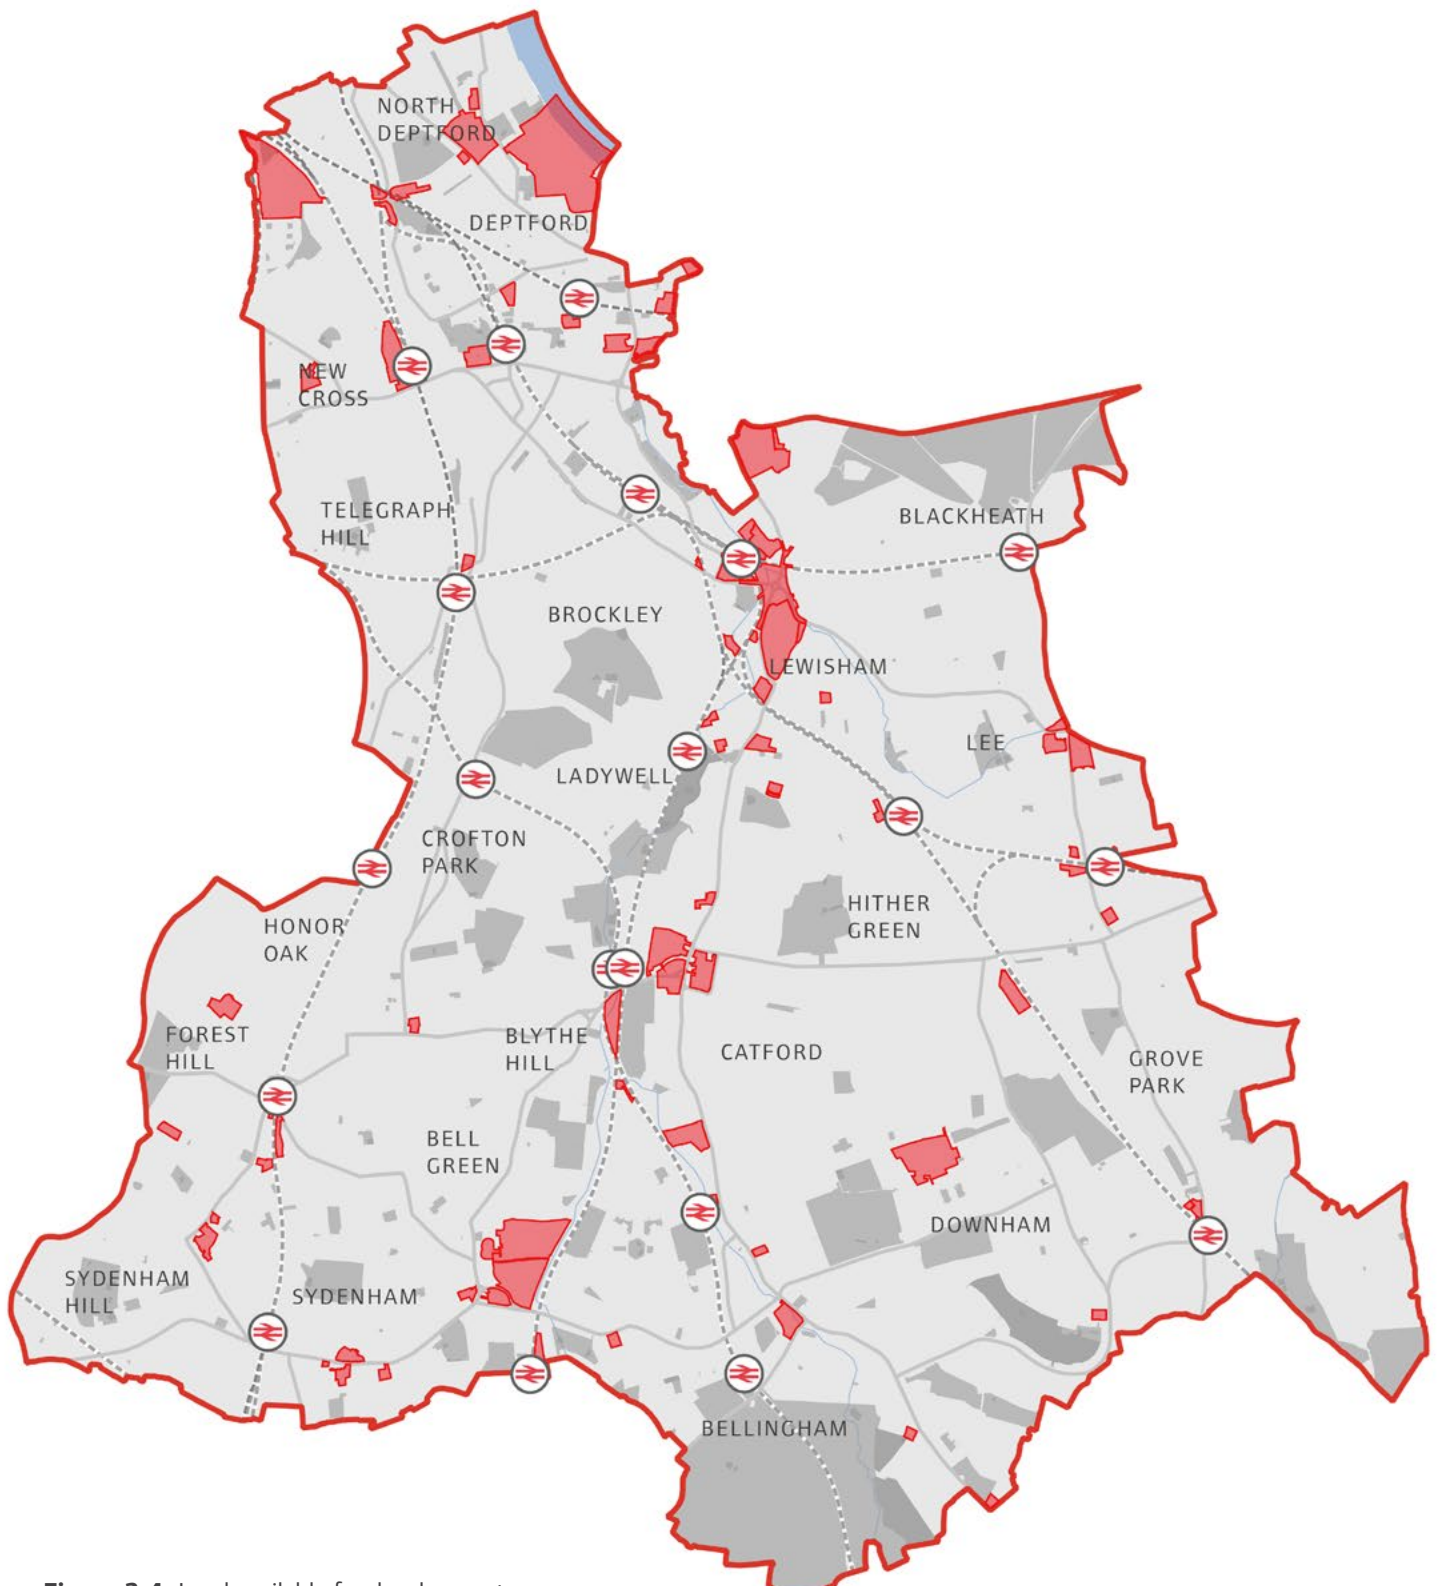 NORTH
DEPTFORD
DEPTFORD
NEW
CROSS
TELEGRAPH
HILL
BLACKHEATH
BROCKLEY
LEWISHAM
LEE
LADYWELL
CROFTON
PARK
HITHER
GREEN
HONOR
OAK
FOREST
HILL
BLYTHE
HILL
CATFORD
GROVE
PARK
BELL
GREEN
DOWNHAM
SYDENHAM
HILL
SYDENHAM
BELLINGHAM